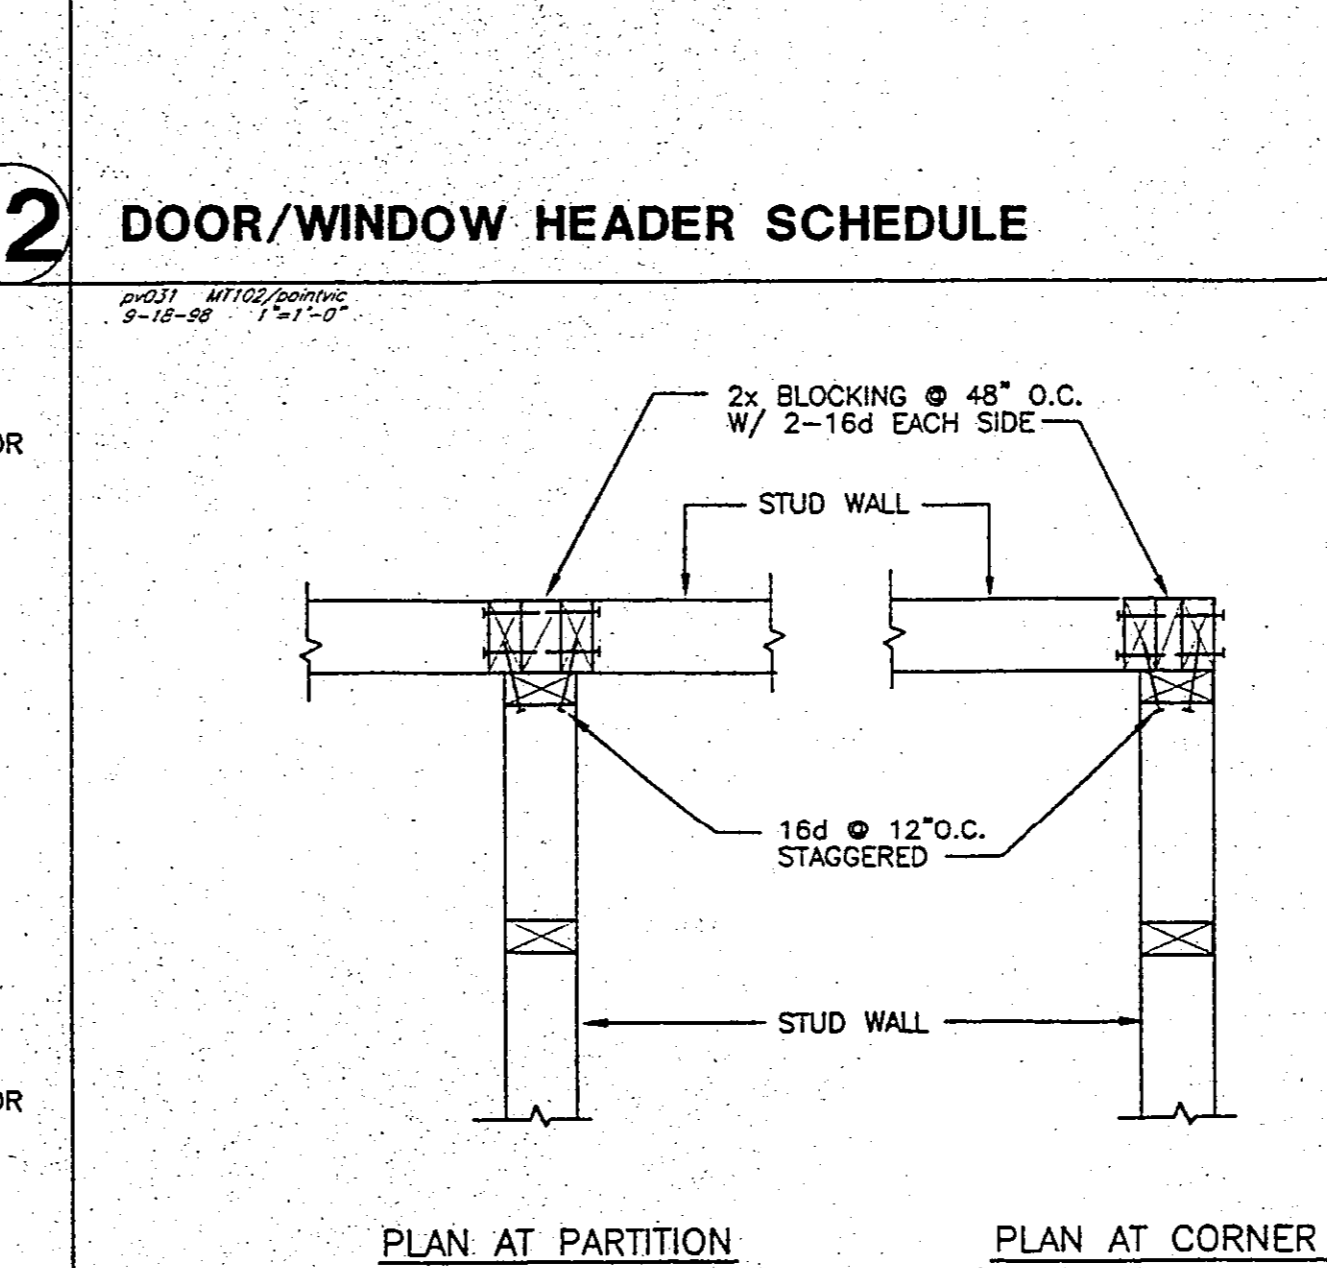 2 DOOR/WINDOW HEADER SCHEDULE
pv031 MT102/pointvic
9-18-98 1"=1'-0"
2x BLOCKING @ 48" O.C.
W/ 2-16d EACH SIDE
OR
STUD WALL
16d @ 12"O.C.
STAGGERED
STUD WALL
OR
PLAN AT PARTITION
PLAN AT CORNER